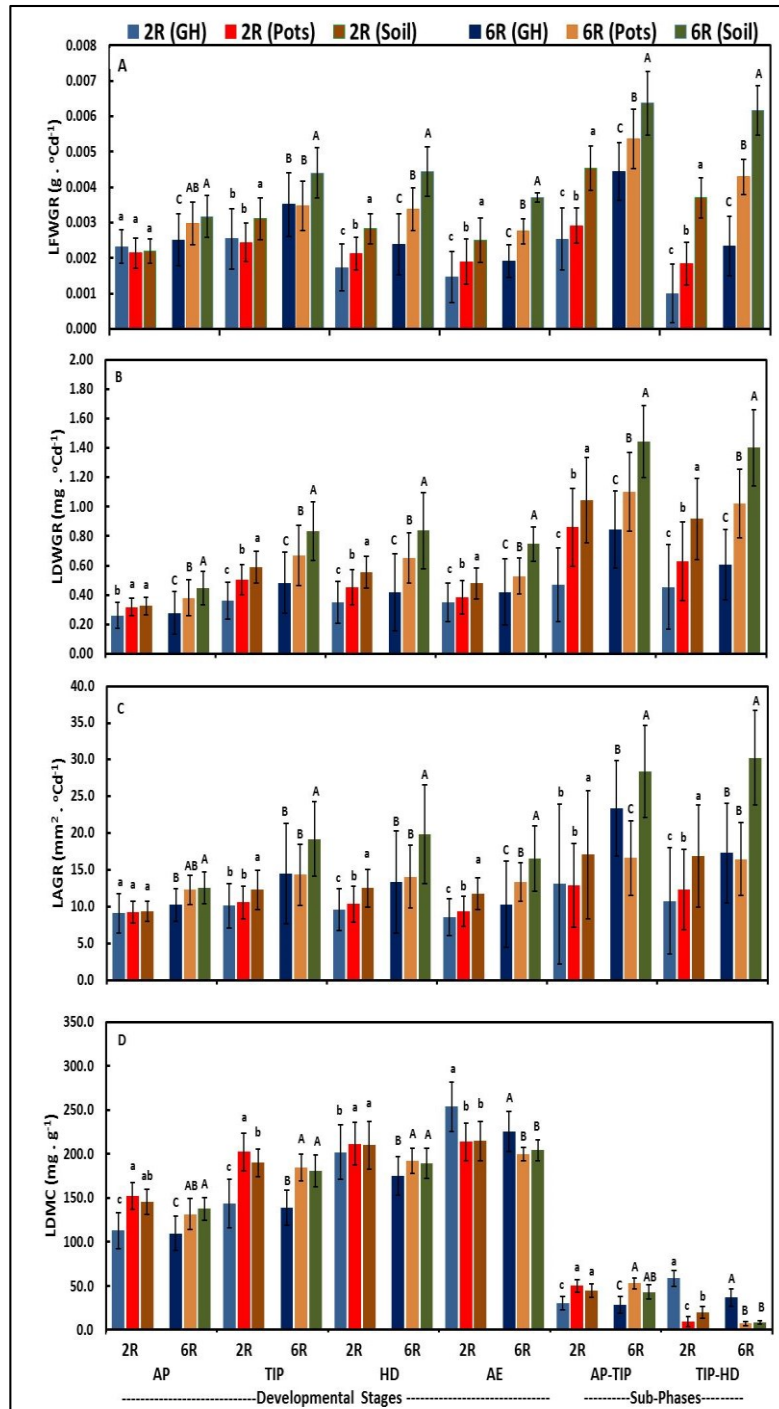 2R (GH) 2R (Pots) 2R (Soil) 6R (GH) 6R (Pots) 6R (Soil)
A
LFWGR (g . °Cd⁻¹)
0.008
0.007
0.006
0.005
0.004
0.003
0.002
0.001
0.000
a a a C AB A b b a B B A c b a C B A c b a C B A c b a C B A c b a C B A
B
LDWGR (mg . °Cd⁻¹)
2.00
1.80
1.60
1.40
1.20
1.00
0.80
0.60
0.40
0.20
0.00
b a a C B A c b a C B A c b a C B A c b a C B A c b a C B A c b a C B A
C
LAGR (mm² . °Cd⁻¹)
40.0
35.0
30.0
25.0
20.0
15.0
10.0
5.0
0.0
a a a B AB A b b a B B A c b a B B A c b a C B A b b a B C A c b a B B A
D
LDMC (mg . g⁻¹)
350.0
300.0
250.0
200.0
150.0
100.0
50.0
0.0
c a ab B AB A c a b B A A b a a B A A a b b A B B c a a C A AB a c b A B B
2R 6R 2R 6R 2R 6R 2R 6R 2R 6R 2R 6R
AP TIP HD AE AP-TIP TIP-HD
Developmental Stages Sub-Phases